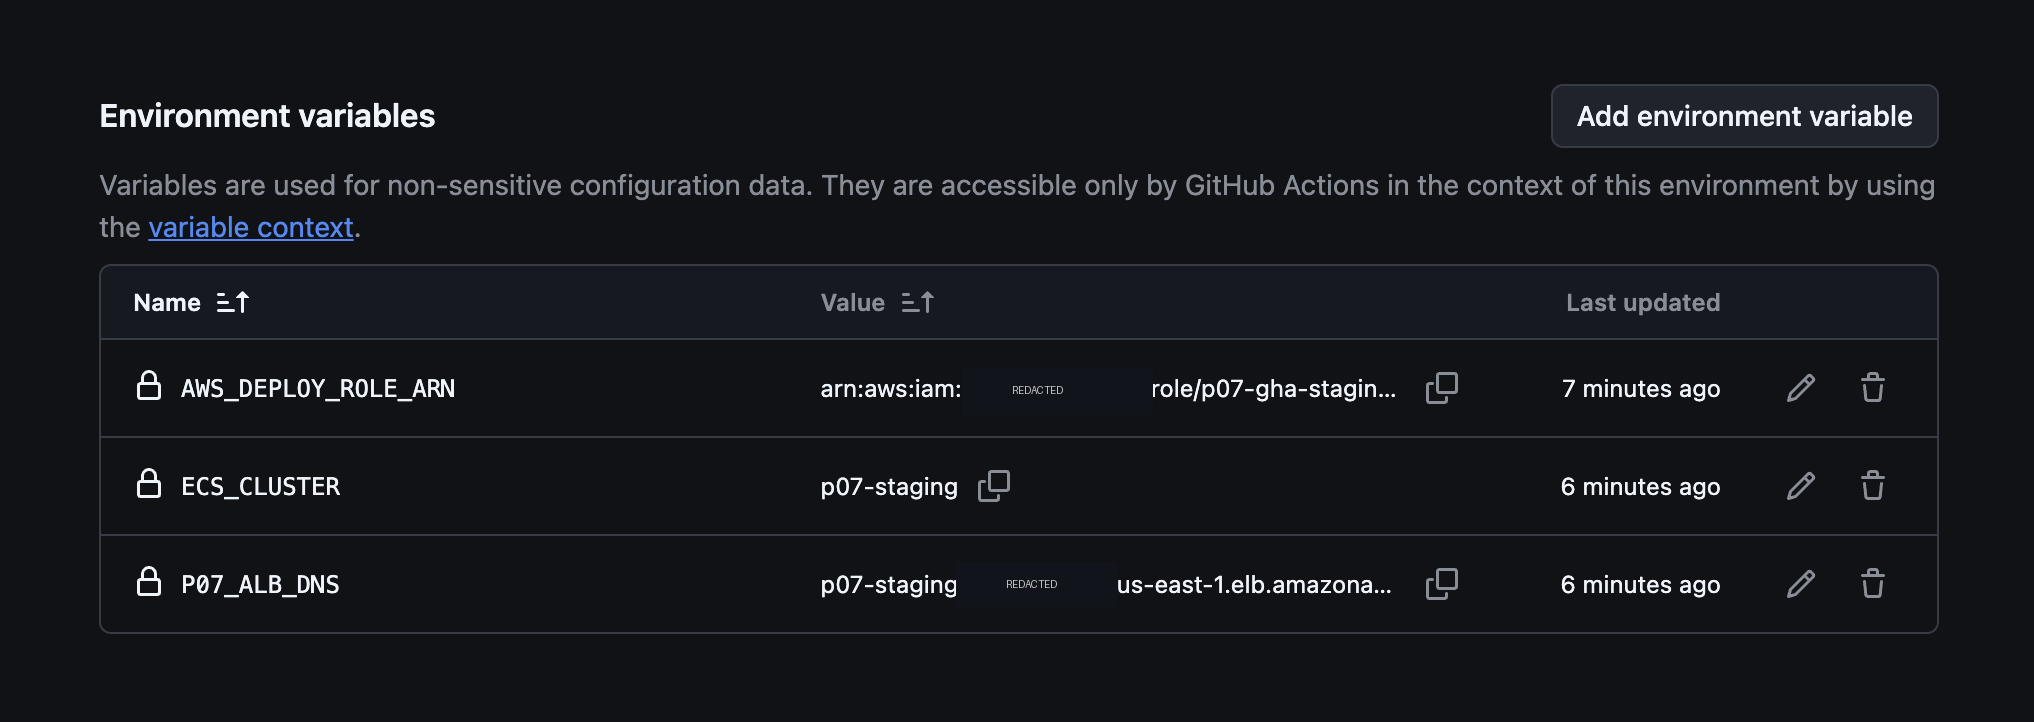 Environment variables
Add environment variable
Variables are used for non-sensitive configuration data. They are accessible only by GitHub Actions in the context of this environment by using
the variable context.
Name Value Last updated
AWS_DEPLOY_ROLE_ARN arn:aws:iam: REDACTED role/p07-gha-stagin... 7 minutes ago
ECS_CLUSTER p07-staging 6 minutes ago
P07_ALB_DNS p07-staging REDACTED us-east-1.elb.amazona... 6 minutes ago